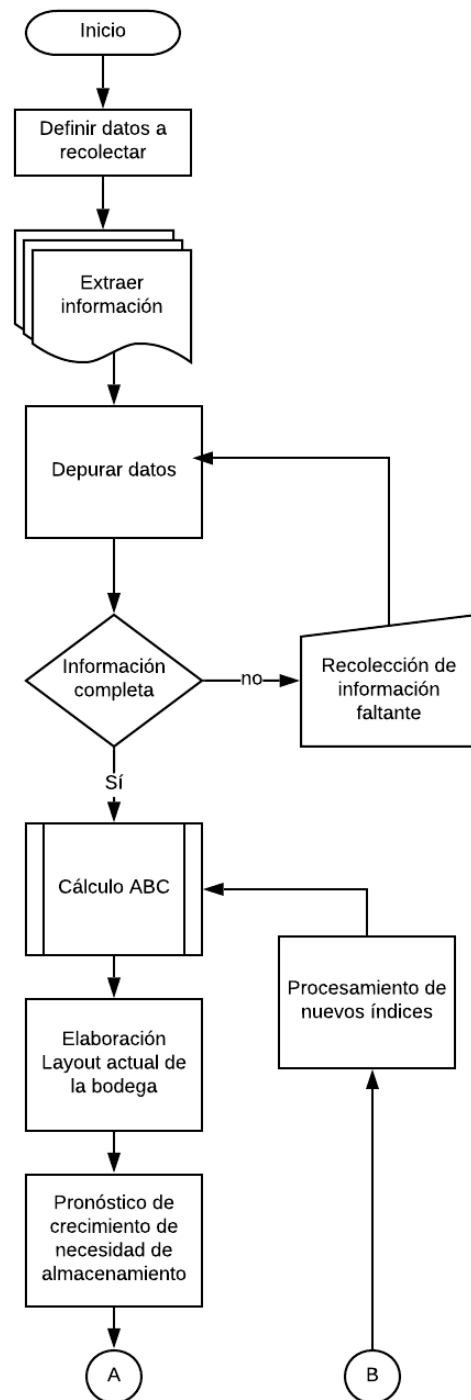 Inicio
Definir datos a
recolectar
Extraer
información
Depurar datos
Información
completa
no
Recolección de
información
faltante
Sí
Cálculo ABC
Procesamiento de
nuevos índices
Elaboración
Layout actual de
la bodega
Pronóstico de
crecimiento de
necesidad de
almacenamiento
A
B